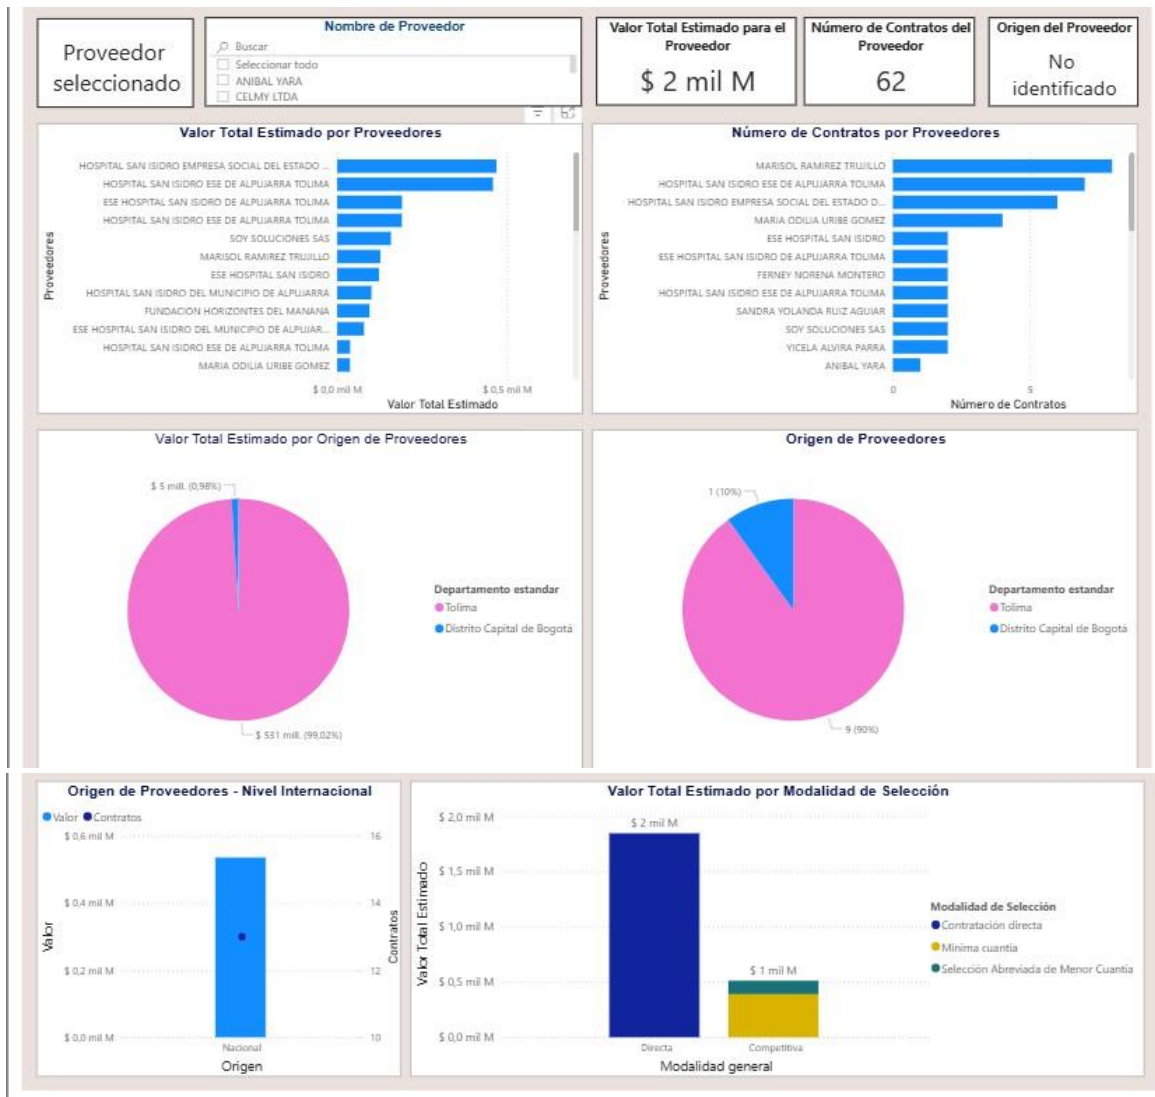 Proveedor
seleccionado
Nombre de Proveedor
Buscar
Seleccionar todo
ANIBAL YARA
CELMY LTDA
Valor Total Estimado para el
Proveedor
$ 2 mil M
Número de Contratos del
Proveedor
62
Origen del Proveedor
No
identificado
Valor Total Estimado por Proveedores
Proveedores
HOSPITAL SAN ISIDRO EMPRESA SOCIAL DEL ESTADO ...
HOSPITAL SAN ISIDRO ESE DE ALPUJARRA TOLIMA
ESE HOSPITAL SAN ISIDRO DE ALPUJARRA TOLIMA
HOSPITAL SAN ISIDRO ESE DE ALPUJARRA TOLIMA
SOY SOLUCIONES SAS
MARISOL RAMIREZ TRUJILLO
ESE HOSPITAL SAN ISIDRO
HOSPITAL SAN ISIDRO DEL MUNICIPIO DE ALPUJARRA
FUNDACION HORIZONTES DEL MANANA
ESE HOSPITAL SAN ISIDRO DEL MUNICIPIO DE ALPUJAR...
HOSPITAL SAN ISIDRO ESE DE ALPUJARRA TOLIMA
MARIA ODILIA URIBE GOMEZ
$ 0,0 mil M
$ 0,5 mil M
Valor Total Estimado
Número de Contratos por Proveedores
Proveedores
MARISOL RAMIREZ TRUJILLO
HOSPITAL SAN ISIDRO ESE DE ALPUJARRA TOLIMA
HOSPITAL SAN ISIDRO EMPRESA SOCIAL DEL ESTADO D...
MARIA ODILIA URIBE GOMEZ
ESE HOSPITAL SAN ISIDRO
ESE HOSPITAL SAN ISIDRO DE ALPUJARRA TOLIMA
FERNEY NORENA MONTERO
HOSPITAL SAN ISIDRO ESE DE ALPUJARRA TOLIMA
SANDRA YOLANDA RUIZ AGUIAR
SOY SOLUCIONES SAS
YICELA ALVIRA PARRA
ANIBAL YARA
0
5
Número de Contratos
Valor Total Estimado por Origen de Proveedores
$ 5 mill. (0,98%)
$ 531 mill. (99,02%)
Departamento estandar
Tolima
Distrito Capital de Bogotá
Origen de Proveedores
1 (10%)
9 (90%)
Departamento estandar
Tolima
Distrito Capital de Bogotá
Origen de Proveedores - Nivel Internacional
Valor Contratos
$ 0,6 mil M
$ 0,4 mil M
$ 0,2 mil M
$ 0,0 mil M
Valor
16
14
12
10
Contratos
Nacional
Origen
Valor Total Estimado por Modalidad de Selección
Valor Total Estimado
$ 2,0 mil M
$ 1,5 mil M
$ 1,0 mil M
$ 0,5 mil M
$ 0,0 mil M
$ 2 mil M
$ 1 mil M
Directa
Competitiva
Modalidad general
Modalidad de Selección
Contratación directa
Mínima cuantía
Selección Abreviada de Menor Cuantía